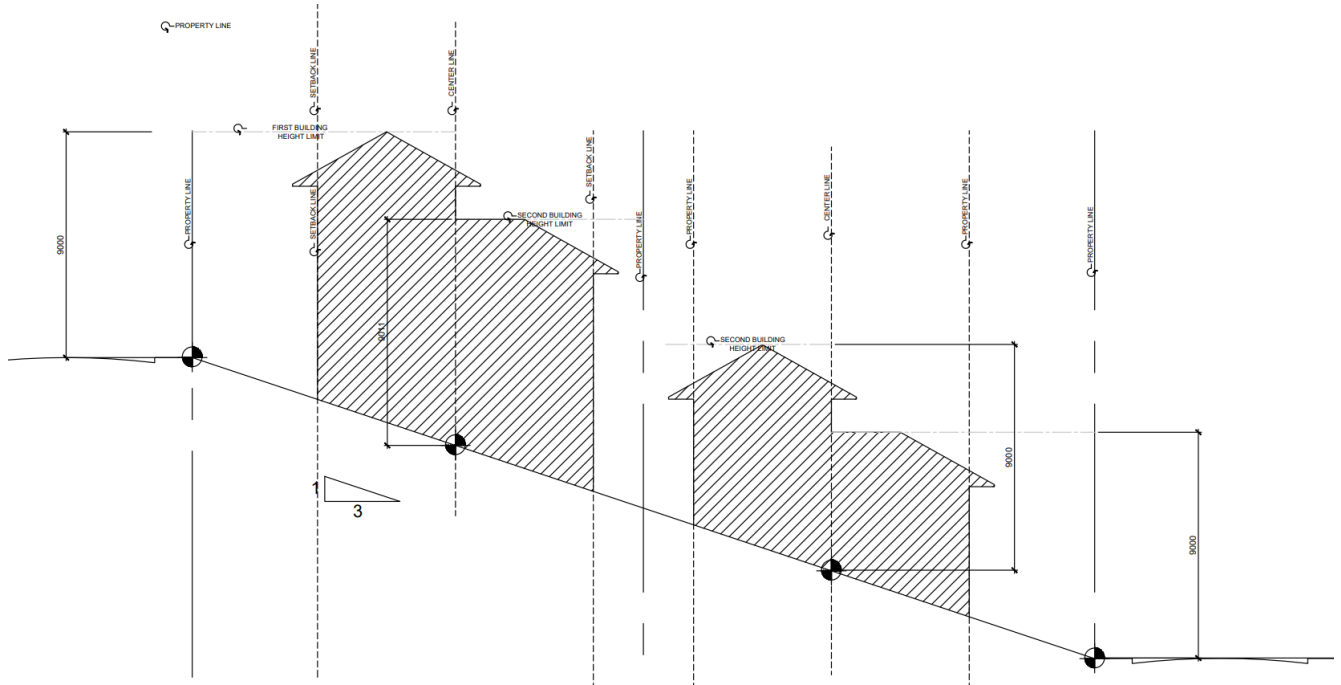 PROPERTY LINE
SETBACK LINE
CENTER LINE
FIRST BUILDING
HEIGHT LIMIT
SETBACK LINE
PROPERTY LINE
SETBACK LINE
SECOND BUILDING
HEIGHT LIMIT
PROPERTY LINE
PROPERTY LINE
CENTER LINE
PROPERTY LINE
PROPERTY LINE
9000
9011
SECOND BUILDING
HEIGHT LIMIT
9000
9000
1
3